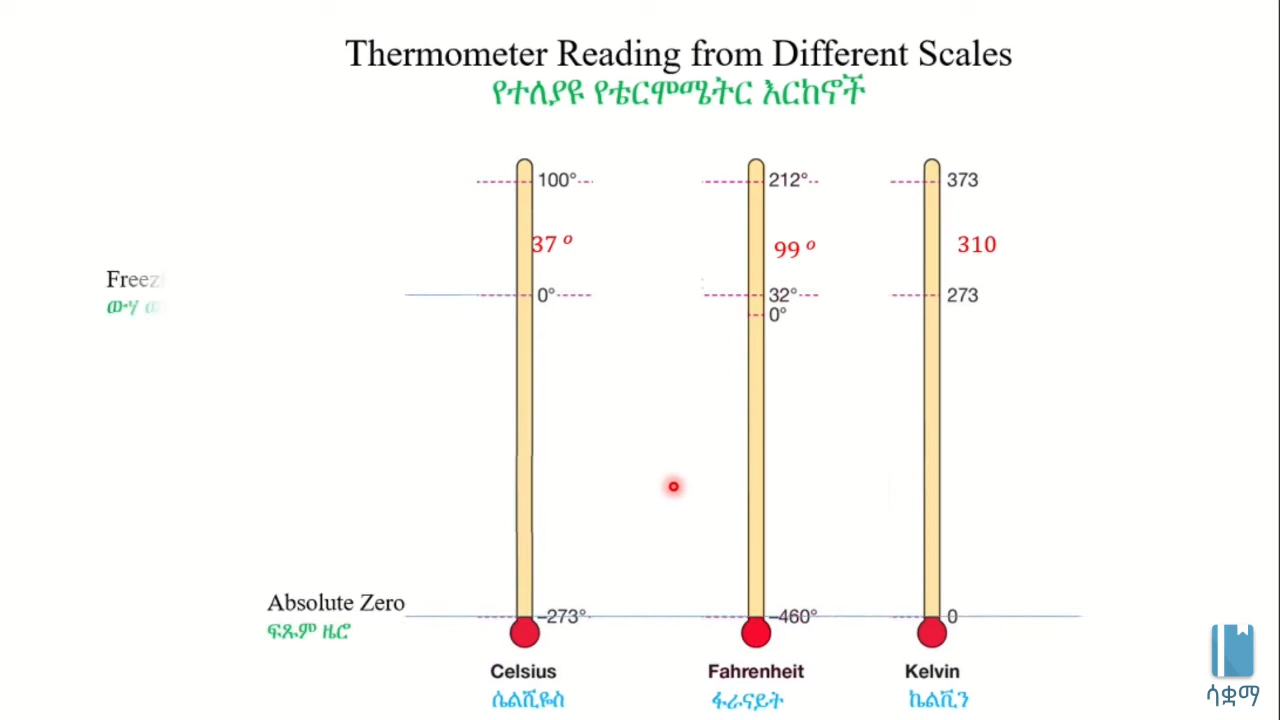 Thermometer Reading from Different Scales
የተለያዩ የቴርሞሜትር እርከኖች
100° 212° 373
37 o 99 o 310
0° 32° 273
0°
Absolute Zero
ፍጹም ዜሮ
-273° -460° 0
Celsius Fahrenheit Kelvin
ሴልሺዬስ ፋራናይት ኬልቪን
ሳቋማ